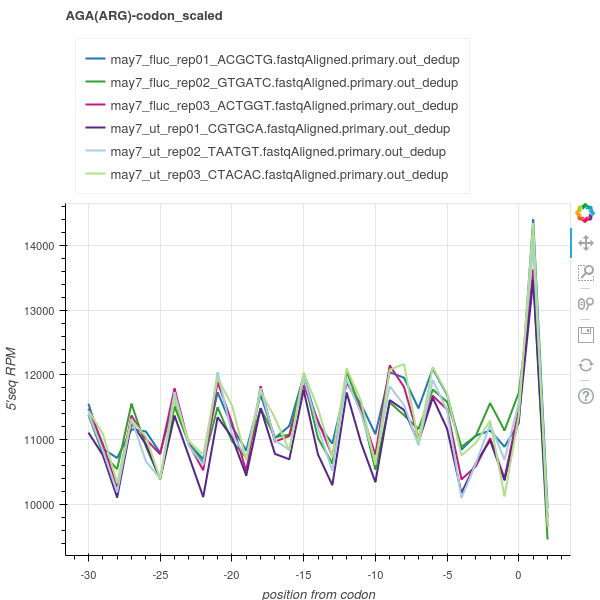 AGA(ARG)-codon_scaled
may7_fluc_rep01_ACGCTG.fastqAligned.primary.out_dedup
may7_fluc_rep02_GTGATC.fastqAligned.primary.out_dedup
may7_fluc_rep03_ACTGGT.fastqAligned.primary.out_dedup
may7_ut_rep01_CGTGCA.fastqAligned.primary.out_dedup
may7_ut_rep02_TAATGT.fastqAligned.primary.out_dedup
may7_ut_rep03_CTACAC.fastqAligned.primary.out_dedup
14000
13000
12000
11000
10000
5'seq RPM
-30 -25 -20 -15 -10 -5 0
position from codon